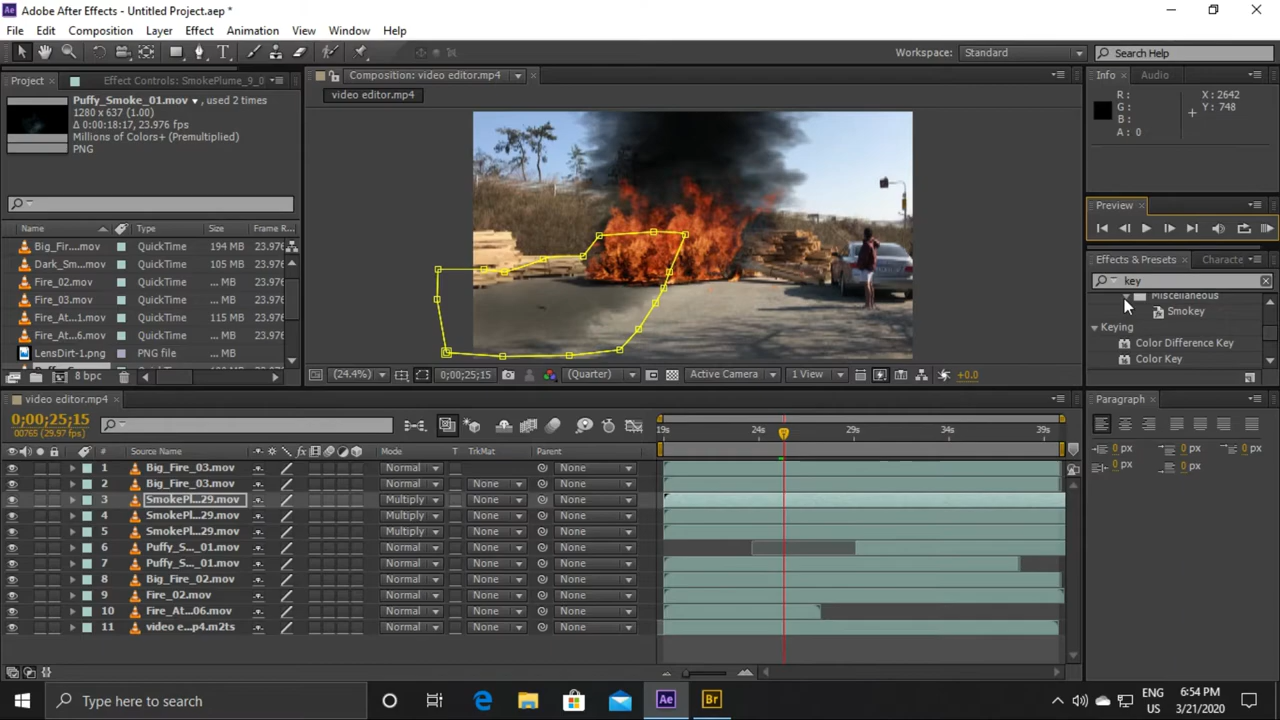 Adobe After Effects - Untitled Project.aep *
File Edit Composition Layer Effect Animation View Window Help
Workspace: Standard Search Help
Project Effect Controls: SmokePlume_9_0
Composition: video editor.mp4
Info Audio
Puffy_Smoke_01.mov ▾, used 2 times
1280 x 637 (1.00)
Δ 0:00:18:17, 23.976 fps
Millions of Colors+ (Premultiplied)
PNG
video editor.mp4
R :
G :
B :
A : 0
X : 2642
Y : 748
Preview
Name Type Size Frame R...
Big_Fir....mov QuickTime 194 MB 23.976
Dark_Sm....mov QuickTime 105 MB 23.976
Fire_02.mov QuickTime ... MB 23.976
Fire_03.mov QuickTime ... MB 23.976
Fire_At...1.mov QuickTime 115 MB 23.976
Fire_At...6.mov QuickTime ... MB 23.976
LensDirt-1.png PNG file ... MB
8 bpc
Effects & Presets Characte
key
Miscellaneous
Smokey
Keying
Color Difference Key
Color Key
(24.4%) 0;00;25;15 (Quarter) Active Camera 1 View +0.0
video editor.mp4
Paragraph
0;00;25;15
00765 (29.97 fps)
19s 24s 29s 34s 39s
# Source Name fx Mode T TrkMat Parent
1 Big_Fire_03.mov Normal None
2 Big_Fire_03.mov Normal None None
3 SmokePl...29.mov Multiply None None
4 SmokePl...29.mov Multiply None None
5 SmokePl...29.mov Multiply None None
6 Puffy_S..._01.mov Normal None None
7 Puffy_S..._01.mov Normal None None
8 Big_Fire_02.mov Normal None None
9 Fire_02.mov Normal None None
10 Fire_At...06.mov Normal None None
11 video e...p4.m2ts Normal None None
0 px 0 px
0 px 0 px
0 px
Type here to search
Ae Br
ENG
US
6:54 PM
3/21/2020